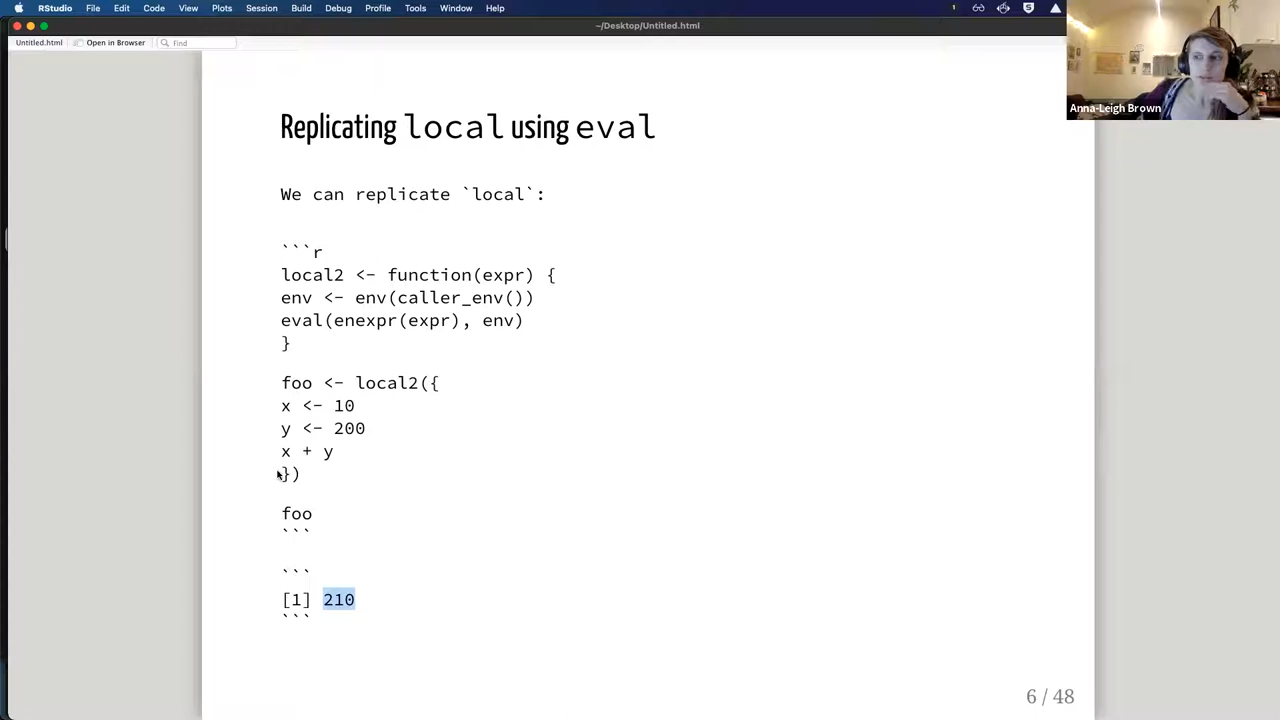 RStudio File Edit Code View Plots Session Build Debug Profile Tools Window Help
~/Desktop/Untitled.html
Untitled.html Open in Browser Find
Anna-Leigh Brown
Replicating local using eval
We can replicate `local`:
```r
local2 <- function(expr) {
env <- env(caller_env())
eval(enexpr(expr), env)
}
foo <- local2({
x <- 10
y <- 200
x + y
})
foo
```
```
[1] 210
```
6 / 48